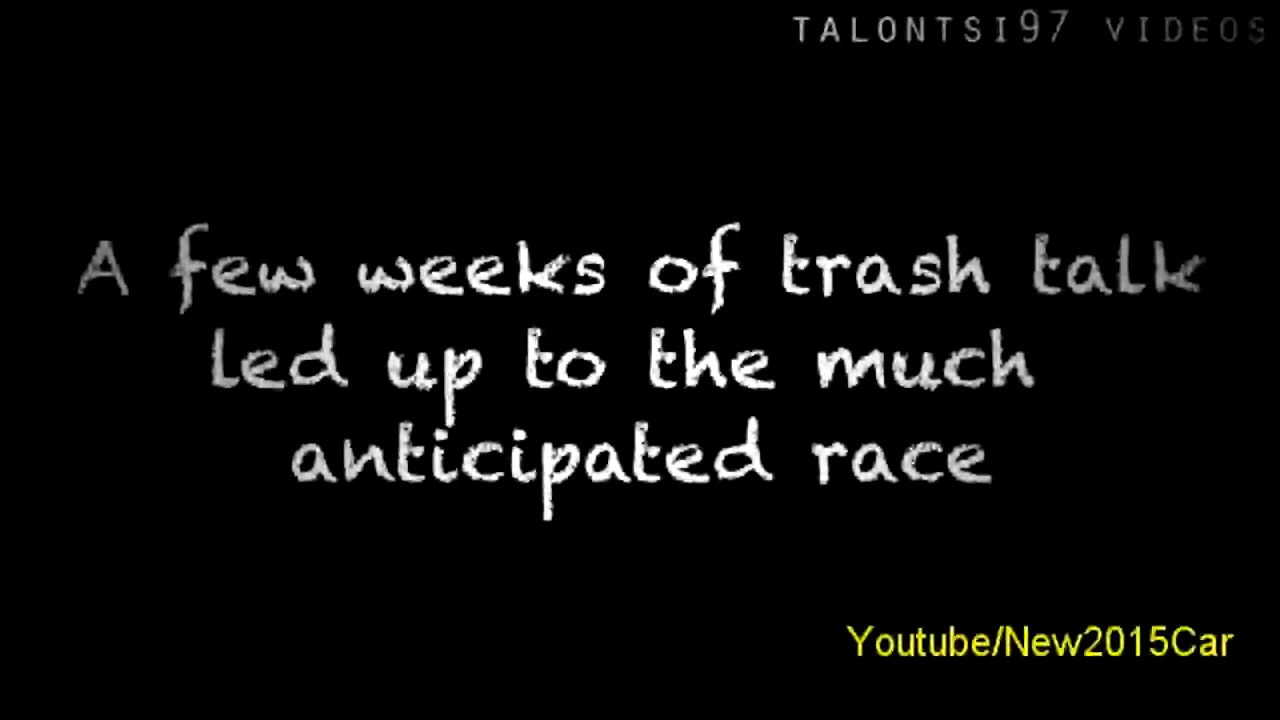 TALONTSI97 VIDEOS
A few weeks of trash talk
led up to the much
anticipated race
Youtube/New2015Car